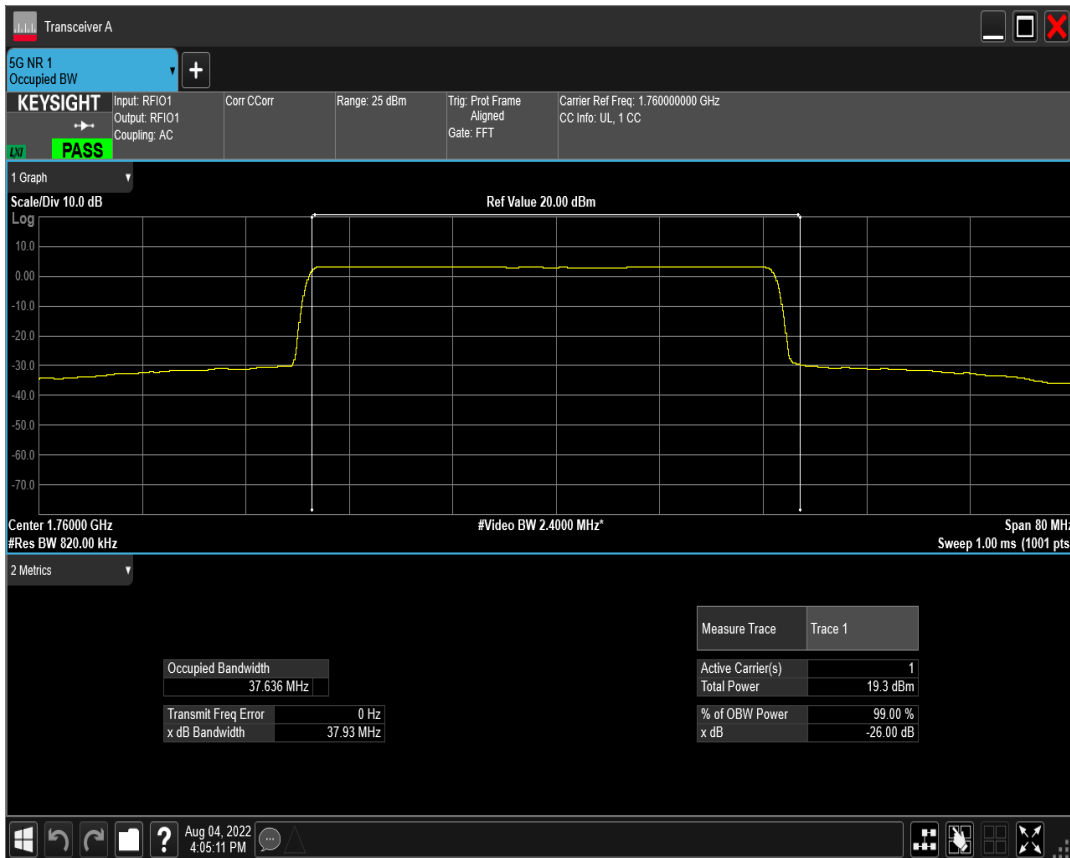 Transceiver A
5G NR 1
Occupied BW
+
KEYSIGHT
LXI
PASS
Input: RFIO1
Output: RFIO1
Coupling: AC
Corr CCorr
Range: 25 dBm
Trig: Prot Frame
Aligned
Gate: FFT
Carrier Ref Freq: 1.760000000 GHz
CC Info: UL, 1 CC
1 Graph
Scale/Div 10.0 dB
Ref Value 20.00 dBm
Log
10.0
0.00
-10.0
-20.0
-30.0
-40.0
-50.0
-60.0
-70.0
Center 1.76000 GHz
#Video BW 2.4000 MHz*
Span 80 MHz
#Res BW 820.00 kHz
Sweep 1.00 ms (1001 pts
2 Metrics
Measure Trace Trace 1
Occupied Bandwidth
37.636 MHz
Active Carrier(s) 1
Total Power 19.3 dBm
Transmit Freq Error 0 Hz
x dB Bandwidth 37.93 MHz
% of OBW Power 99.00 %
x dB -26.00 dB
?
Aug 04, 2022
4:05:11 PM